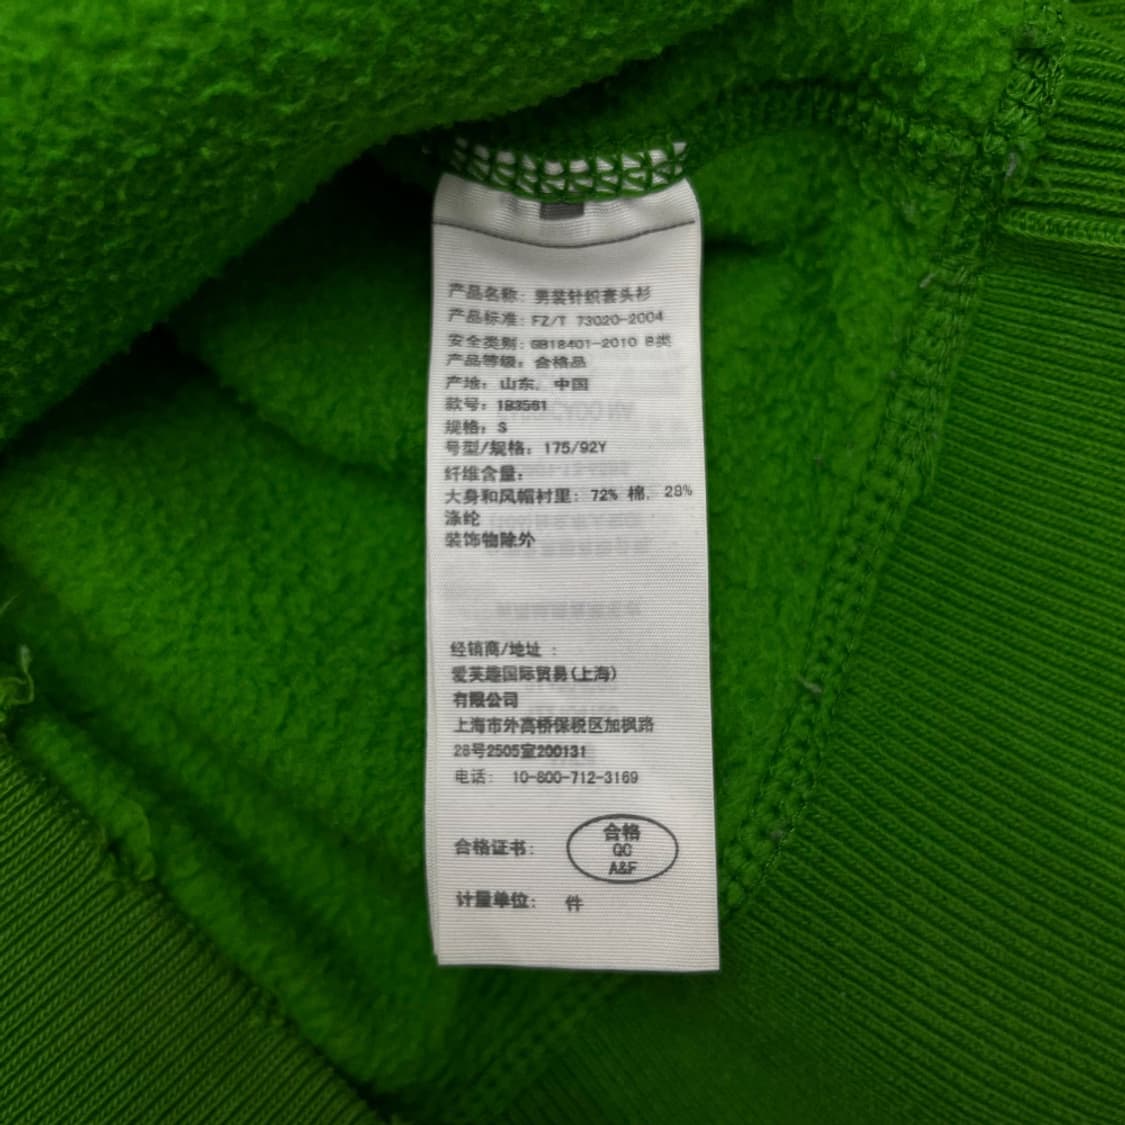 产品名称: 男装针织套头衫
产品标准: FZ/T 73020-2004
安全类别: GB18401-2010 B类
产品等级: 合格品
产地: 山东, 中国
款号: 183561
规格: S
号型/规格: 175/92Y
纤维含量:
大身和风帽衬里: 72% 棉, 28%
涤纶
装饰物除外
经销商/地址 :
爱芙趣国际贸易(上海)
有限公司
上海市外高桥保税区加枫路
28号2505室200131
电话: 10-800-712-3169
合格证书:
合格
QC
A&F
计量单位: 件